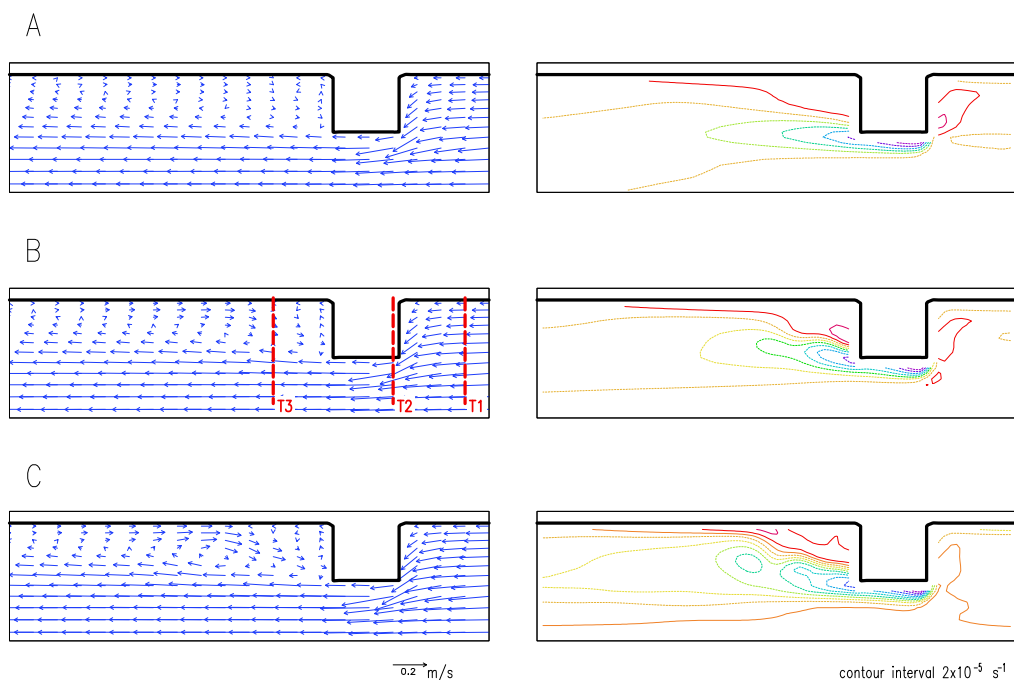 A
B
T3 T2 T1
C
0.2 m/s
contour interval 2x10⁻⁵ s⁻¹